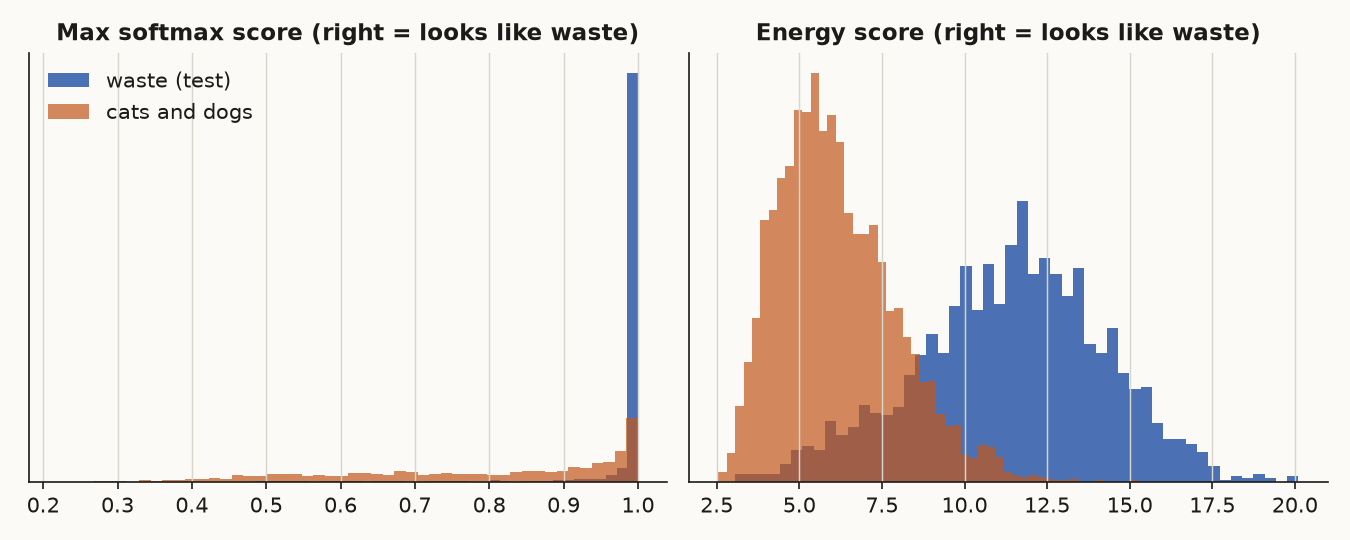 Max softmax score (right = looks like waste)
waste (test)
cats and dogs
0.2 0.3 0.4 0.5 0.6 0.7 0.8 0.9 1.0
Energy score (right = looks like waste)
2.5 5.0 7.5 10.0 12.5 15.0 17.5 20.0